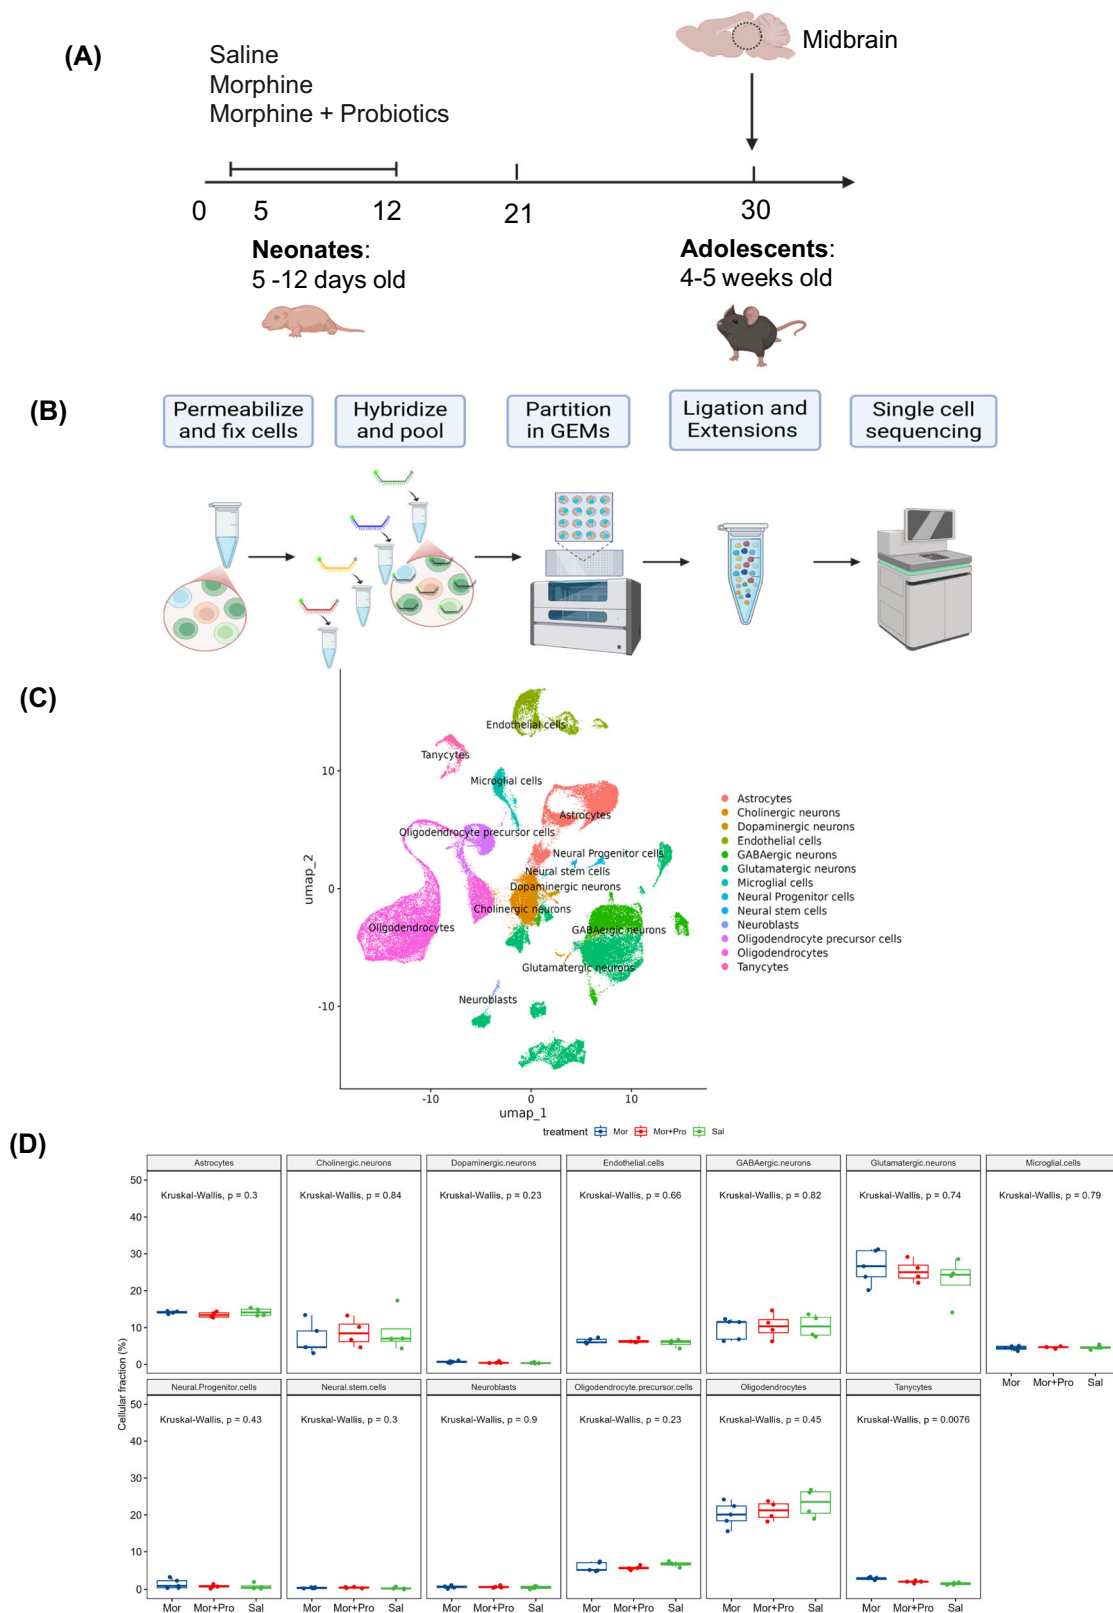 (A)
Saline
Morphine
Morphine + Probiotics
Midbrain
0 5 12 21 30
Neonates:
5 -12 days old
Adolescents:
4-5 weeks old
(B)
Permeabilize
and fix cells
Hybridize
and pool
Partition
in GEMs
Ligation and
Extensions
Single cell
sequencing
(C)
Endothelial cells
Tanycytes
Microglial cells
Astrocytes
Oligodendrocyte precursor cells
Neural Progenitor cells
Neural stem cells
Dopaminergic neurons
Cholinergic neurons
Oligodendrocytes
GABAergic neurons
Glutamatergic neurons
Neuroblasts
10
0
-10
umap_2
-10 0 10
umap_1
Astrocytes
Cholinergic neurons
Dopaminergic neurons
Endothelial cells
GABAergic neurons
Glutamatergic neurons
Microglial cells
Neural Progenitor cells
Neural stem cells
Neuroblasts
Oligodendrocyte precursor cells
Oligodendrocytes
Tanycytes
(D)
treatment Mor Mor+Pro Sal
Astrocytes Cholinergic.neurons Dopaminergic.neurons Endothelial.cells GABAergic.neurons Glutamatergic.neurons Microglial.cells
Kruskal-Wallis, p = 0.3 Kruskal-Wallis, p = 0.84 Kruskal-Wallis, p = 0.23 Kruskal-Wallis, p = 0.66 Kruskal-Wallis, p = 0.82 Kruskal-Wallis, p = 0.74 Kruskal-Wallis, p = 0.79
50
40
30
20
10
0
Mor Mor+Pro Sal
Cellular fraction (%)
Neural.Progenitor.cells Neural.stem.cells Neuroblasts Oligodendrocyte.precursor.cells Oligodendrocytes Tanycytes
Kruskal-Wallis, p = 0.43 Kruskal-Wallis, p = 0.3 Kruskal-Wallis, p = 0.9 Kruskal-Wallis, p = 0.23 Kruskal-Wallis, p = 0.45 Kruskal-Wallis, p = 0.0076
50
40
30
20
10
0
Mor Mor+Pro Sal Mor Mor+Pro Sal Mor Mor+Pro Sal Mor Mor+Pro Sal Mor Mor+Pro Sal Mor Mor+Pro Sal